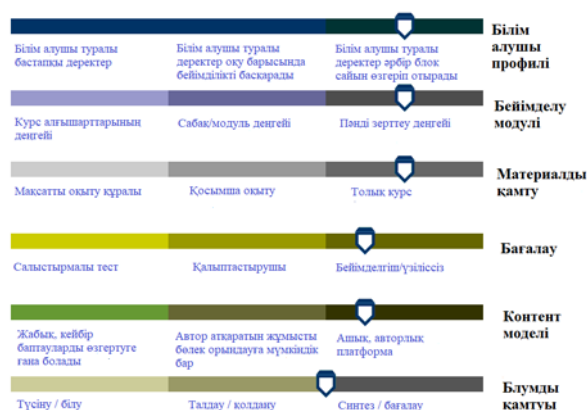 Білім алушы туралы бастапқы деректер
Білім алушы туралы деректер оқу барысында бейімділікті басқарады
Білім алушы туралы деректер әрбір блок сайын өзгеріп отырады
Білім алушы профилі
Курс алғышарттарының деңгейі
Сабақ/модуль деңгейі
Пәнді зерттеу деңгейі
Бейімделу модулі
Мақсатты оқыту құралы
Қосымша оқыту
Толық курс
Материалды қамту
Салыстырмалы тест
Қалыптастырушы
Бейімделгіш/үзіліссіз
Бағалау
Жабық, кейбір баптауларды өзгертуге ғана болады
Автор атқаратын жұмысты бөлек орындауға мүмкіндік бар
Ашық, авторлық платформа
Контент моделі
Түсіну / білу
Талдау / қолдану
Синтез / бағалау
Блумды қамтуы